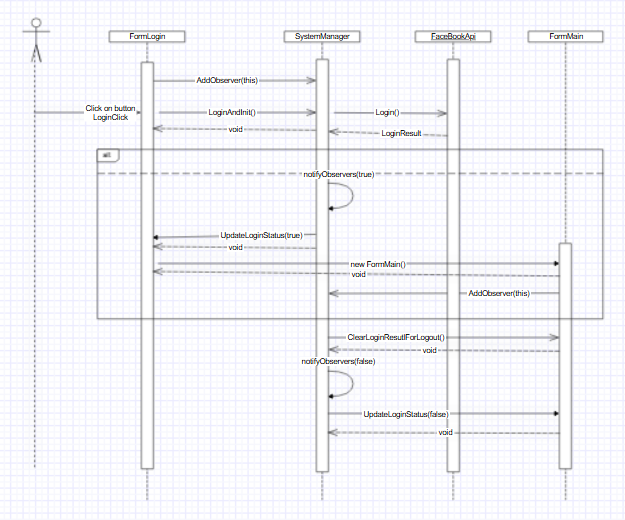 FormLogin
SystemManager
FaceBookApi
FormMain
AddObserver(this)
Click on button
LoginClick
LoginAndInit()
Login()
void
LoginResult
alt
notifyObservers(true)
UpdateLoginStatus(true)
void
new FormMain()
void
AddObserver(this)
ClearLoginResutlForLogout()
void
notifyObservers(false)
UpdateLoginStatus(false)
void